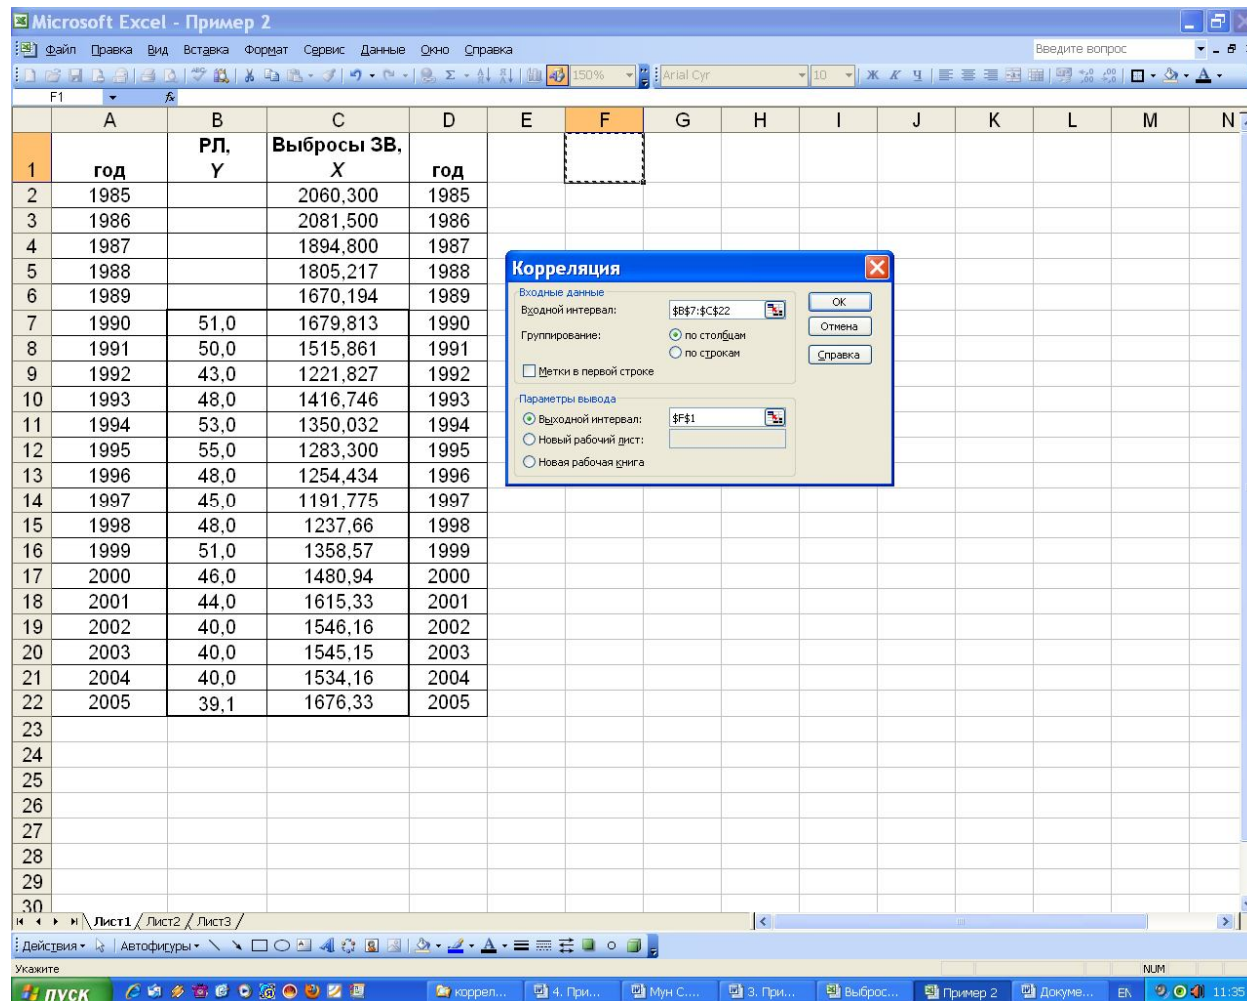 Microsoft Excel - Пример 2
Файл Правка Вид Вставка Формат Сервис Данные Окно Справка Введите вопрос
150% Arial Cyr 10 Ж К Ч
F1 fx
A B C D E F G H I J K L M N
1 год РЛ, Y Выбросы ЗВ, X год
2 1985 2060,300 1985
3 1986 2081,500 1986
4 1987 1894,800 1987
5 1988 1805,217 1988
6 1989 1670,194 1989
7 1990 51,0 1679,813 1990
8 1991 50,0 1515,861 1991
9 1992 43,0 1221,827 1992
10 1993 48,0 1416,746 1993
11 1994 53,0 1350,032 1994
12 1995 55,0 1283,300 1995
13 1996 48,0 1254,434 1996
14 1997 45,0 1191,775 1997
15 1998 48,0 1237,66 1998
16 1999 51,0 1358,57 1999
17 2000 46,0 1480,94 2000
18 2001 44,0 1615,33 2001
19 2002 40,0 1546,16 2002
20 2003 40,0 1545,15 2003
21 2004 40,0 1534,16 2004
22 2005 39,1 1676,33 2005
23
24
25
26
27
28
29
30
Корреляция
Входные данные
Входной интервал: $B$7:$C$22 ОК
Группирование: по столбцам Отмена
по строкам Справка
Метки в первой строке
Параметры вывода
Выходной интервал: $F$1
Новый рабочий лист:
Новая рабочая книга
Лист1 Лист2 Лист3
Действия Автофигуры
Укажите NUM
пуск коррел... 4. При... Мун С.... 3. При... Выброс... Пример 2 Докуме... EN 11:35